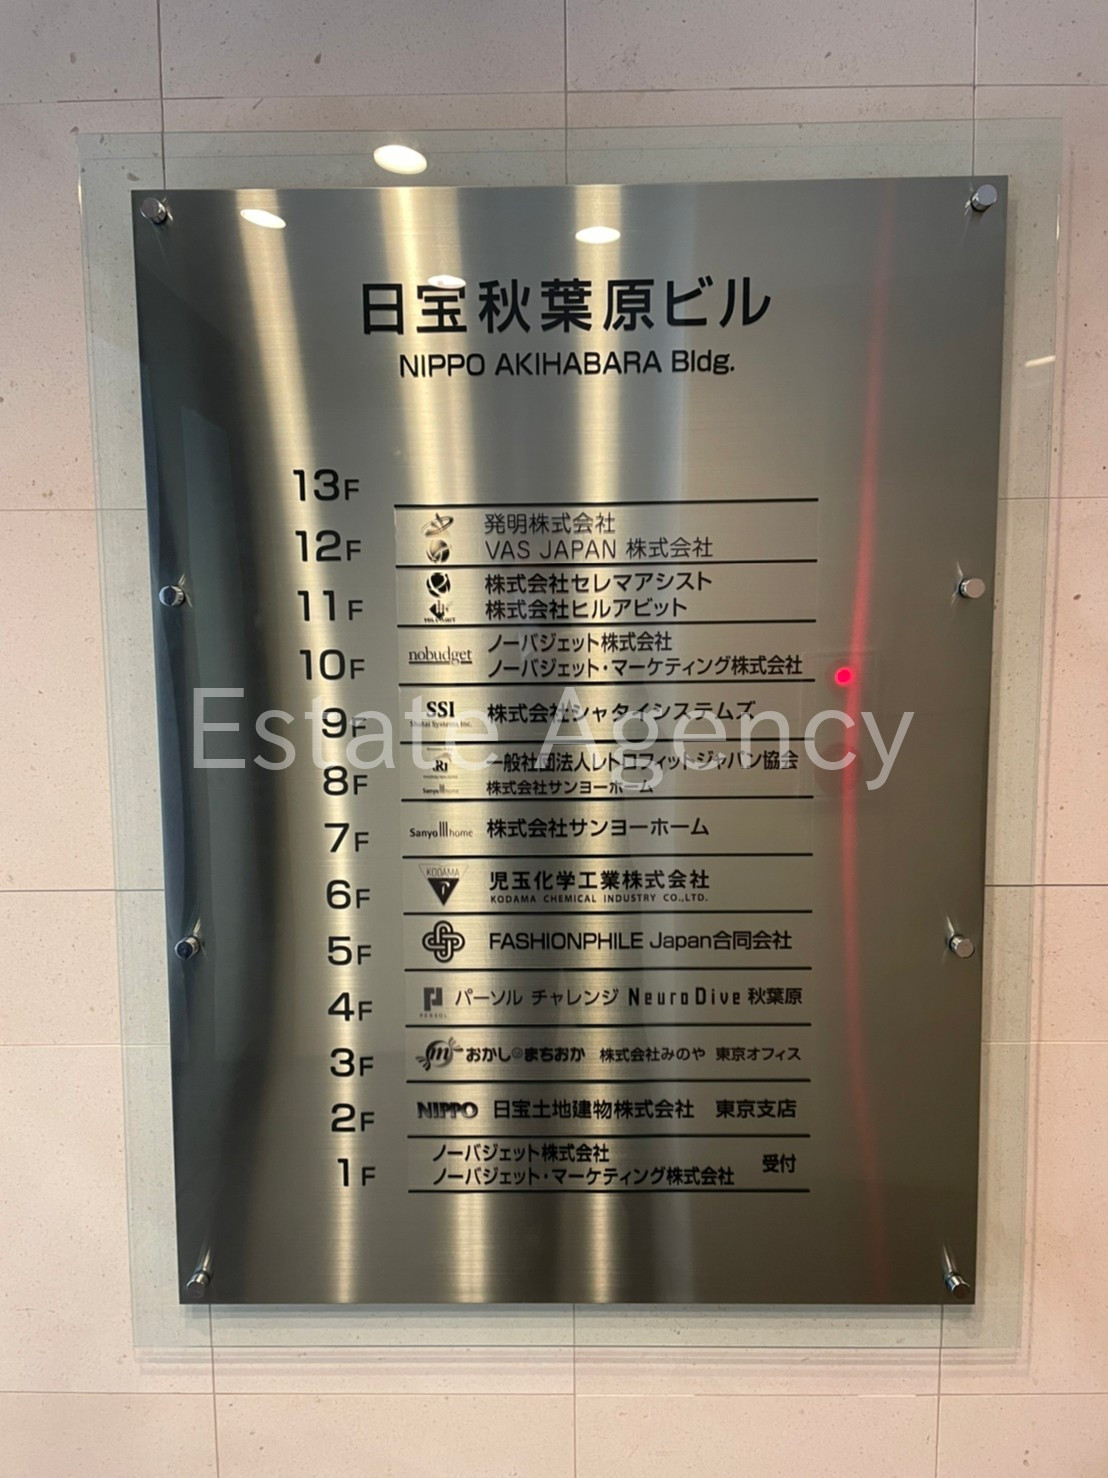 日宝秋葉原ビル
NIPPO AKIHABARA Bldg.
13F
12F 発明株式会社
VAS JAPAN 株式会社
11F 株式会社セレマアシスト
株式会社ヒルアビット
10F nobudget ノーバジェット株式会社
ノーバジェット・マーケティング株式会社
9F SSI Shatai Systems Inc. 株式会社シャタイシステムズ
8F RJ 一般社団法人レトロフィットジャパン協会
Sanyo home 株式会社サンヨーホーム
7F Sanyo home 株式会社サンヨーホーム
6F KODAMA 児玉化学工業株式会社
KODAMA CHEMICAL INDUSTRY CO.,LTD.
5F FASHIONPHILE Japan合同会社
4F PERSOL パーソル チャレンジ Neuro Dive 秋葉原
3F m おかしのまちおか 株式会社みのや 東京オフィス
2F NIPPO 日宝土地建物株式会社 東京支店
1F ノーバジェット株式会社
ノーバジェット・マーケティング株式会社 受付
Estate Agency